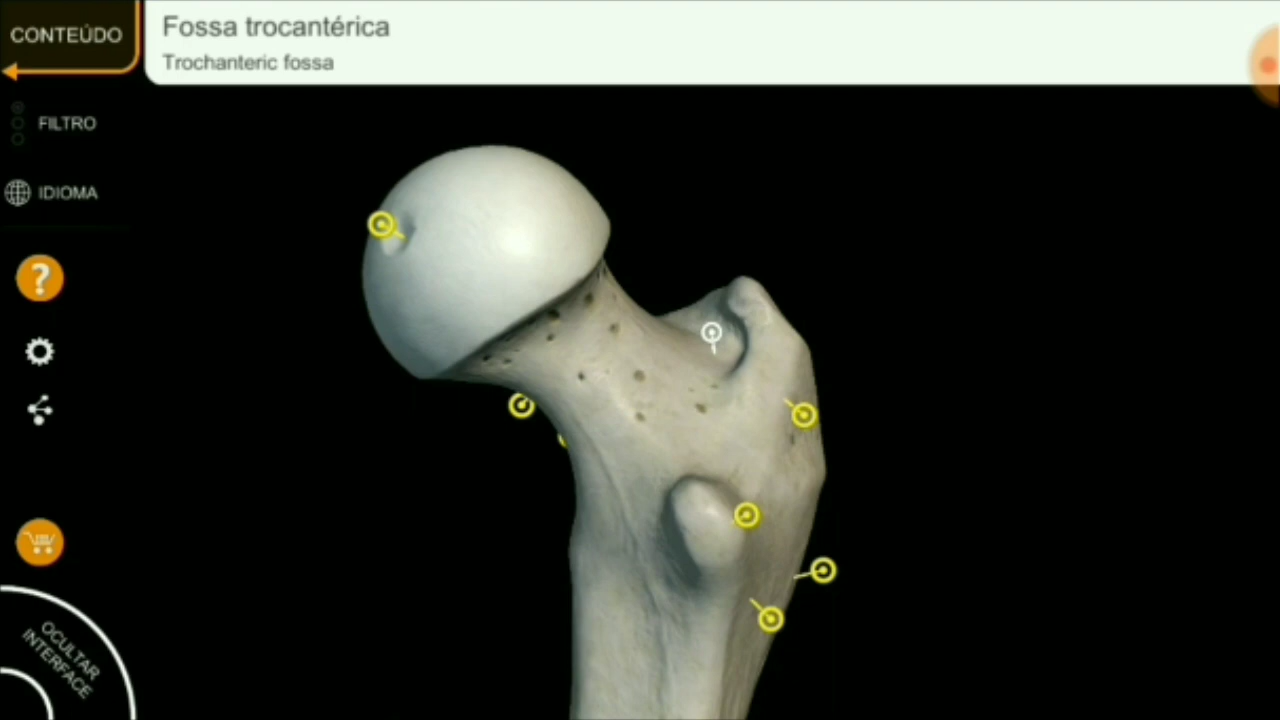 CONTEÚDO
Fossa trocantérica
Trochanteric fossa
FILTRO
IDIOMA
?
OCULTAR
INTERFACE